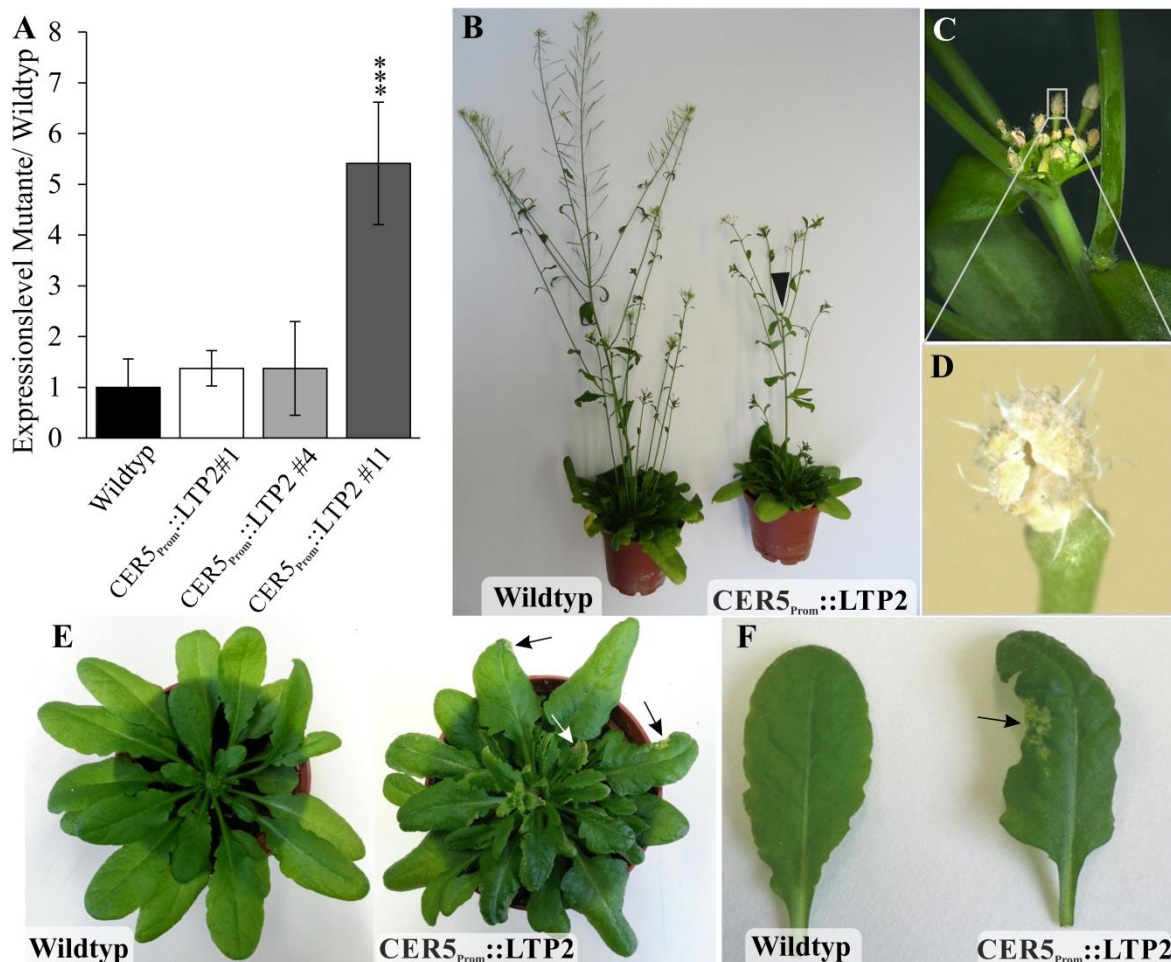 A
Expressionslevel Mutante/ Wildtyp
8
7
6
5
4
3
2
1
0
***
Wildtyp
CER5Prom::LTP2#1
CER5Prom::LTP2 #4
CER5Prom::LTP2 #11
B
Wildtyp
CER5Prom::LTP2
C
D
E
Wildtyp
CER5Prom::LTP2
F
Wildtyp
CER5Prom::LTP2